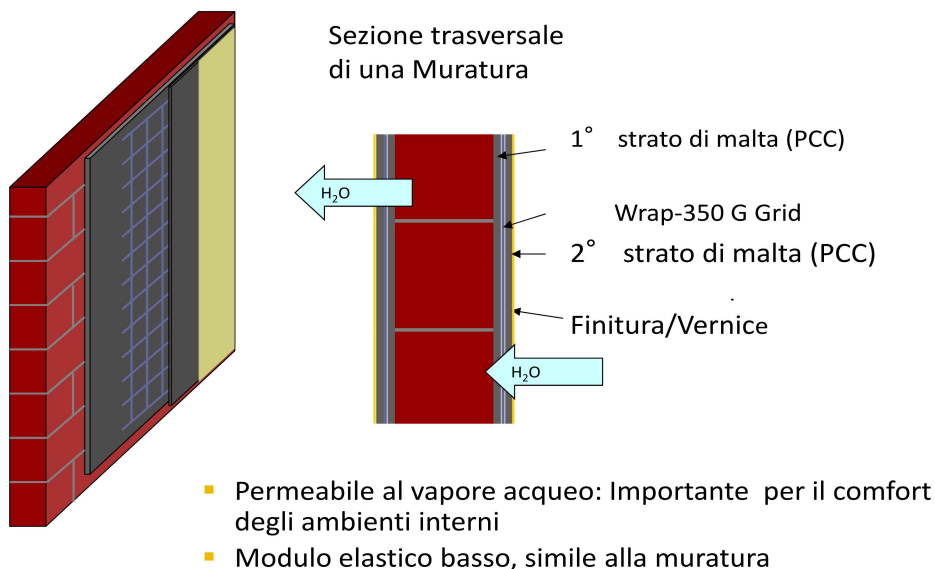 Sezione trasversale
di una Muratura
1° strato di malta (PCC)
H₂O
Wrap-350 G Grid
2° strato di malta (PCC)
Finitura/Vernice
H₂O
▪ Permeabile al vapore acqueo: Importante per il comfort
degli ambienti interni
▪ Modulo elastico basso, simile alla muratura